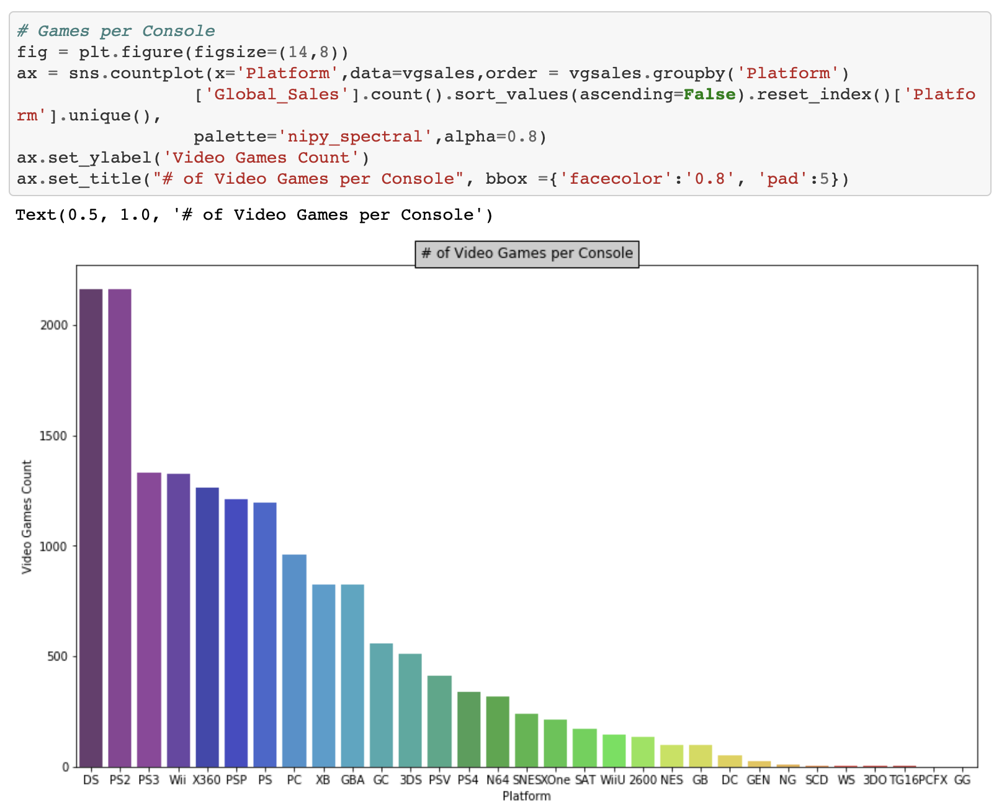 # Games per Console
fig = plt.figure(figsize=(14,8))
ax = sns.countplot(x='Platform',data=vgsales,order = vgsales.groupby('Platform')
                 ['Global_Sales'].count().sort_values(ascending=False).reset_index()['Platfo
rm'].unique(),
                 palette='nipy_spectral',alpha=0.8)
ax.set_ylabel('Video Games Count')
ax.set_title("# of Video Games per Console", bbox ={'facecolor':'0.8', 'pad':5})
Text(0.5, 1.0, '# of Video Games per Console')
# of Video Games per Console
2000
1500
1000
500
0
Video Games Count
DS PS2 PS3 Wii X360 PSP PS PC XB GBA GC 3DS PSV PS4 N64 SNES XOne SAT WiiU 2600 NES GB DC GEN NG SCD WS 3DO TG16 PCFX GG
Platform